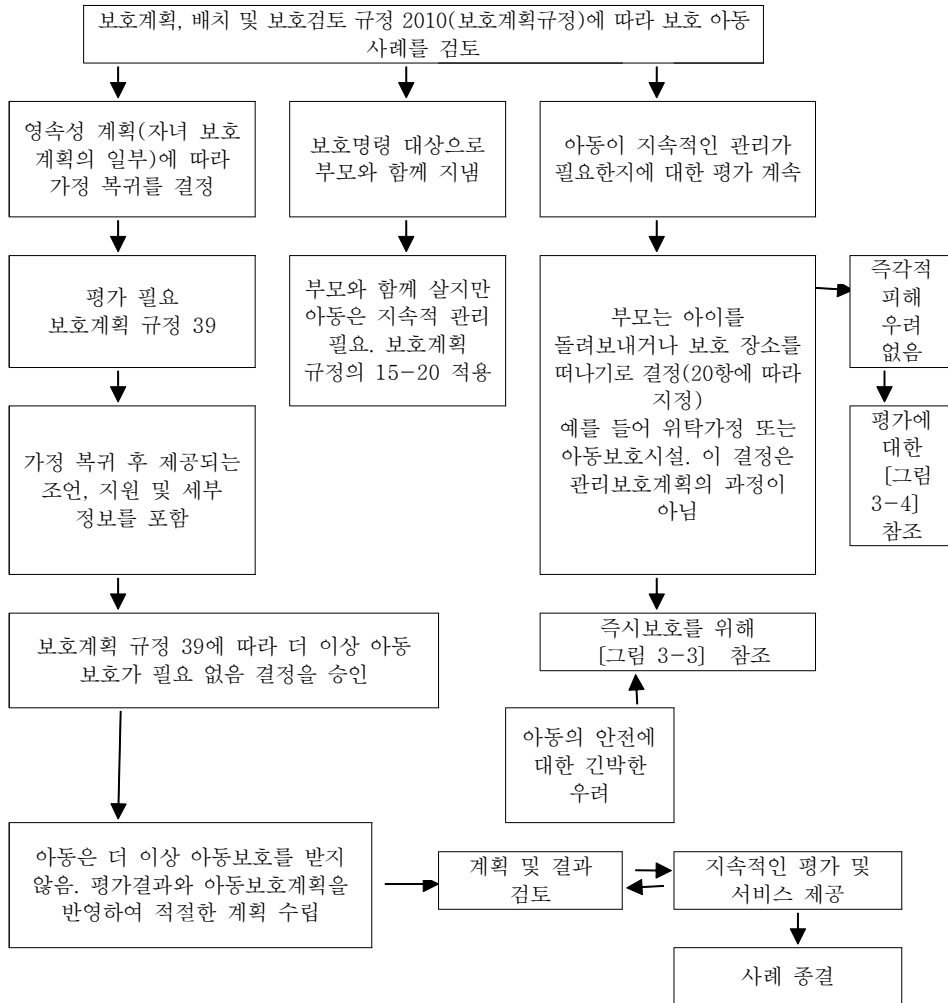 보호계획, 배치 및 보호검토 규정 2010(보호계획규정)에 따라 보호 아동
사례를 검토
영속성 계획(자녀 보호
계획의 일부)에 따라
가정 복귀를 결정
보호명령 대상으로
부모와 함께 지냄
아동이 지속적인 관리가
필요한지에 대한 평가 계속
평가 필요
보호계획 규정 39
부모와 함께 살지만
아동은 지속적 관리
필요. 보호계획
규정의 15-20 적용
부모는 아이를
돌려보내거나 보호 장소를
떠나기로 결정(20항에 따라
지정)
예를 들어 위탁가정 또는
아동보호시설. 이 결정은
관리보호계획의 과정이
아님
즉각적
피해
우려
없음
평가에
대한
[그림
3-4]
참조
가정 복귀 후 제공되는
조언, 지원 및 세부
정보를 포함
보호계획 규정 39에 따라 더 이상 아동
보호가 필요 없음 결정을 승인
즉시보호를 위해
[그림 3-3] 참조
아동의 안전에
대한 긴박한
우려
아동은 더 이상 아동보호를 받지
않음. 평가결과와 아동보호계획을
반영하여 적절한 계획 수립
계획 및 결과
검토
지속적인 평가 및
서비스 제공
사례 종결